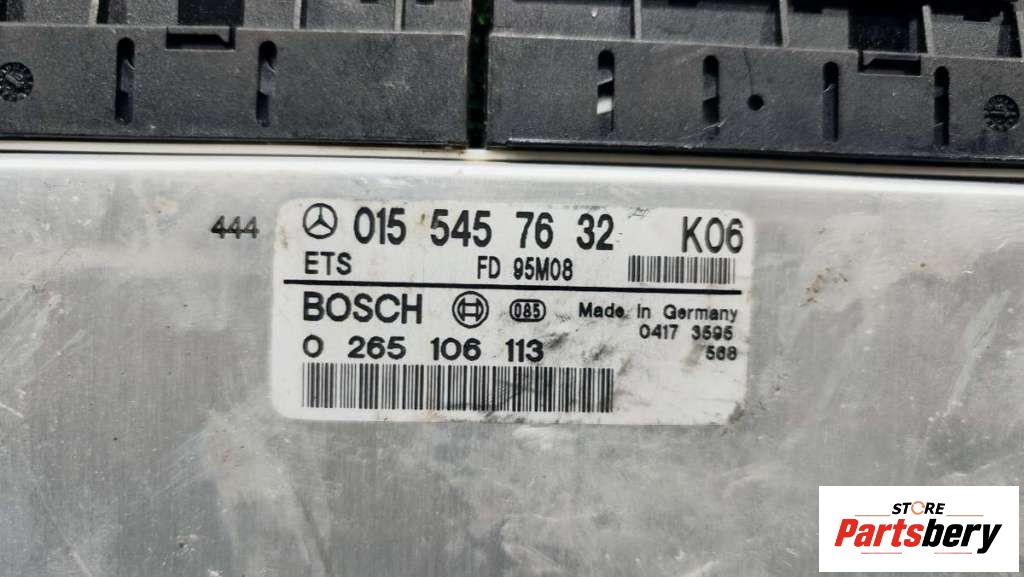 444
015 545 76 32 K06
ETS FD 95M08
BOSCH 085 Made in Germany
0417 3595
0 265 106 113 568
STORE
Partsbery